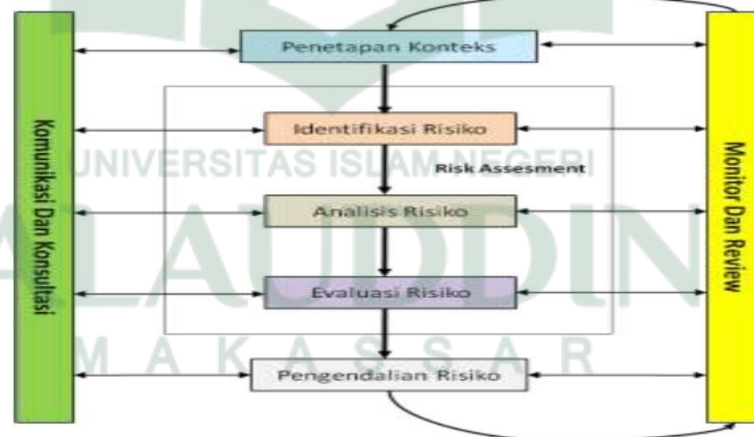 Penetapan Konteks
Identifikasi Risiko
Risk Assesment
Analisis Risiko
Evaluasi Risiko
Pengendalian Risiko
Komunikasi Dan Konsultasi
Monitor Dan Review
UNIVERSITAS ISLAM NEGERI
ALAUDDIN
MAKASSAR